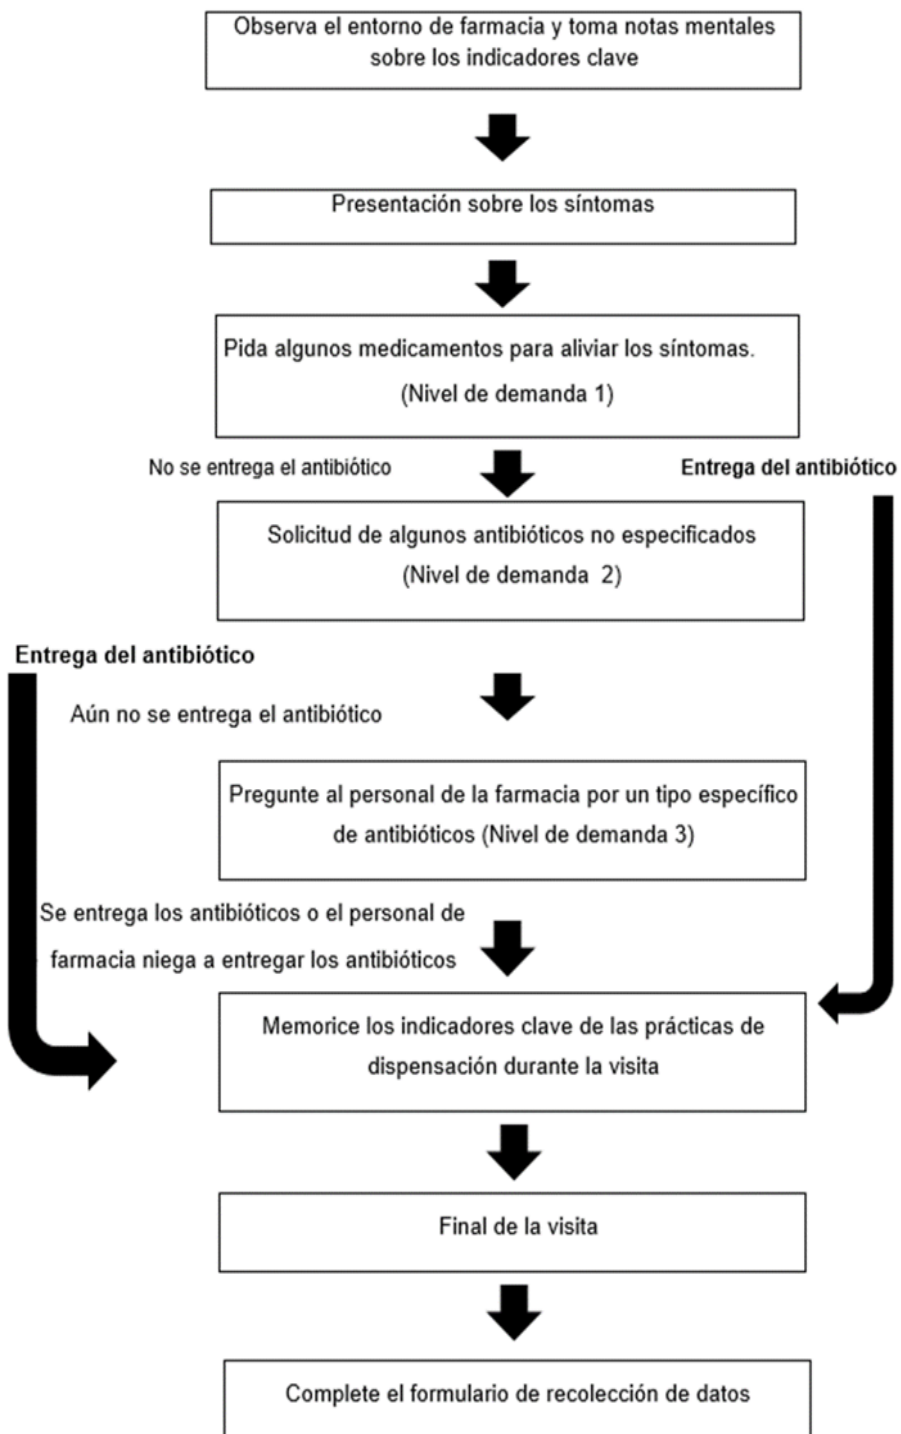 Observa el entorno de farmacia y toma notas mentales
sobre los indicadores clave
Presentación sobre los síntomas
Pida algunos medicamentos para aliviar los síntomas.
(Nivel de demanda 1)
No se entrega el antibiótico
Entrega del antibiótico
Solicitud de algunos antibióticos no especificados
(Nivel de demanda 2)
Entrega del antibiótico
Aún no se entrega el antibiótico
Pregunte al personal de la farmacia por un tipo específico
de antibióticos (Nivel de demanda 3)
Se entrega los antibióticos o el personal de
farmacia niega a entregar los antibióticos
Memorice los indicadores clave de las prácticas de
dispensación durante la visita
Final de la visita
Complete el formulario de recolección de datos